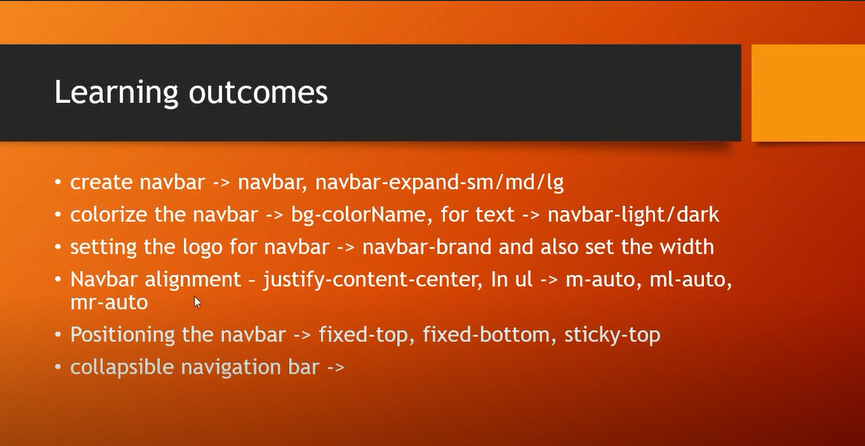 Learning outcomes
• create navbar -> navbar, navbar-expand-sm/md/lg
• colorize the navbar -> bg-colorName, for text -> navbar-light/dark
• setting the logo for navbar -> navbar-brand and also set the width
• Navbar alignment – justify-content-center, In ul -> m-auto, ml-auto,
mr-auto
• Positioning the navbar -> fixed-top, fixed-bottom, sticky-top
• collapsible navigation bar ->